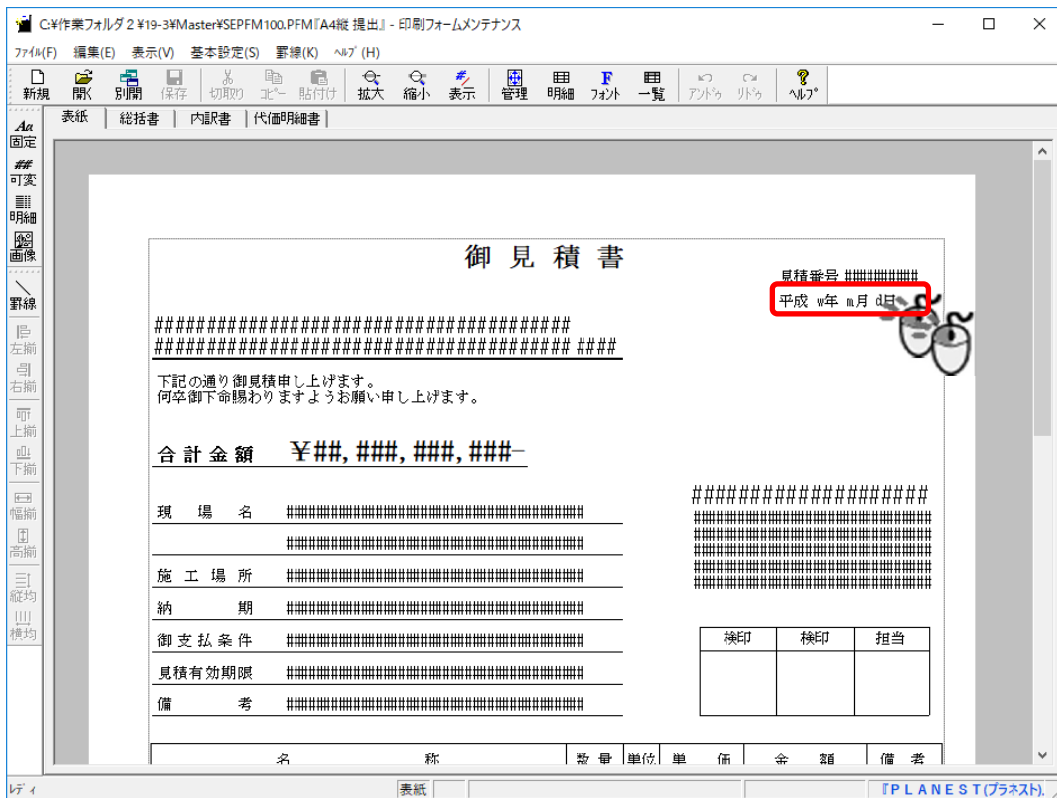 C:¥作業フォルダ２¥19-3¥Master¥SEPFM100.PFM『A4縦 提出』 - 印刷フォームメンテナンス
ﾌｧｲﾙ(F) 編集(E) 表示(V) 基本設定(S) 罫線(K) ﾍﾙﾌﾟ(H)
新規 開く 別開 保存 切取り ｺﾋﾟｰ 貼付け 拡大 縮小 表示 管理 明細 ﾌｫﾝﾄ 一覧 ｱﾝﾄﾞｩ ﾘﾄﾞｩ ﾍﾙﾌﾟ
表紙 総括書 内訳書 代価明細書
固定
可変
明細
画像
罫線
左揃
右揃
上揃
下揃
幅揃
高揃
縦均
横均
御 見 積 書
見積番号 ##########
平成 w年 m月 d日
#######################################
####################################### ####
下記の通り御見積申し上げます。
何卒御下命賜わりますようお願い申し上げます。
合 計 金 額 ￥##,###,###,###-
####################
現 場 名 ########################################
########################################
施 工 場 所 ########################################
納 期 ########################################
御 支 払 条 件 ########################################
見積有効期限 ########################################
備 考 ########################################
検印 検印 担当
名 称 数 量 単位 単 価 金 額 備 考
ﾚﾃﾞｨ 表紙 『ＰＬＡＮＥＳＴ(プラネスト).